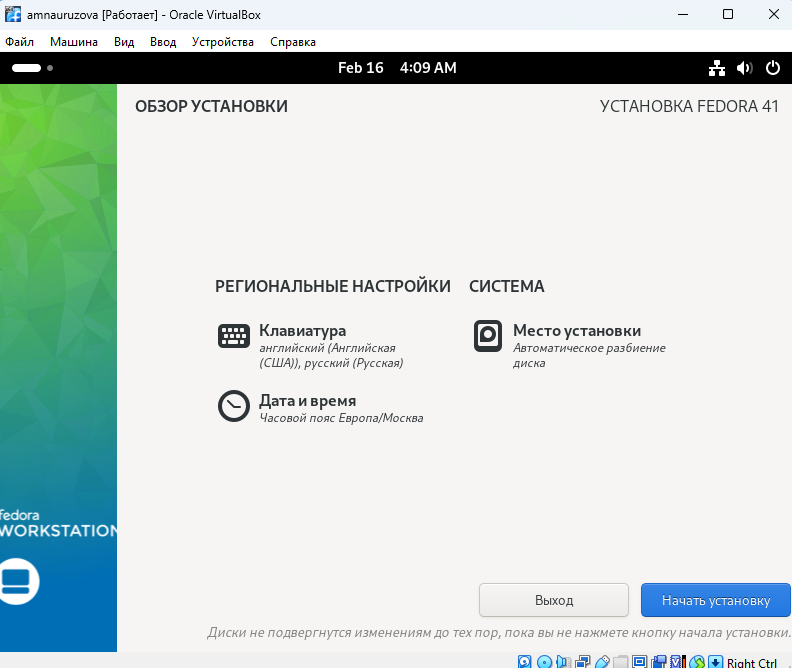 amnauruzova [Работает] - Oracle VirtualBox
Файл Машина Вид Ввод Устройства Справка
Feb 16 4:09 AM
ОБЗОР УСТАНОВКИ
УСТАНОВКА FEDORA 41
РЕГИОНАЛЬНЫЕ НАСТРОЙКИ
Клавиатура
английский (Английская
(США)), русский (Русская)
Дата и время
Часовой пояс Европа/Москва
СИСТЕМА
Место установки
Автоматическое разбиение
диска
fedora
WORKSTATION
Выход
Начать установку
Диски не подвергнутся изменениям до тех пор, пока вы не нажмете кнопку начала установки.
Right Ctrl